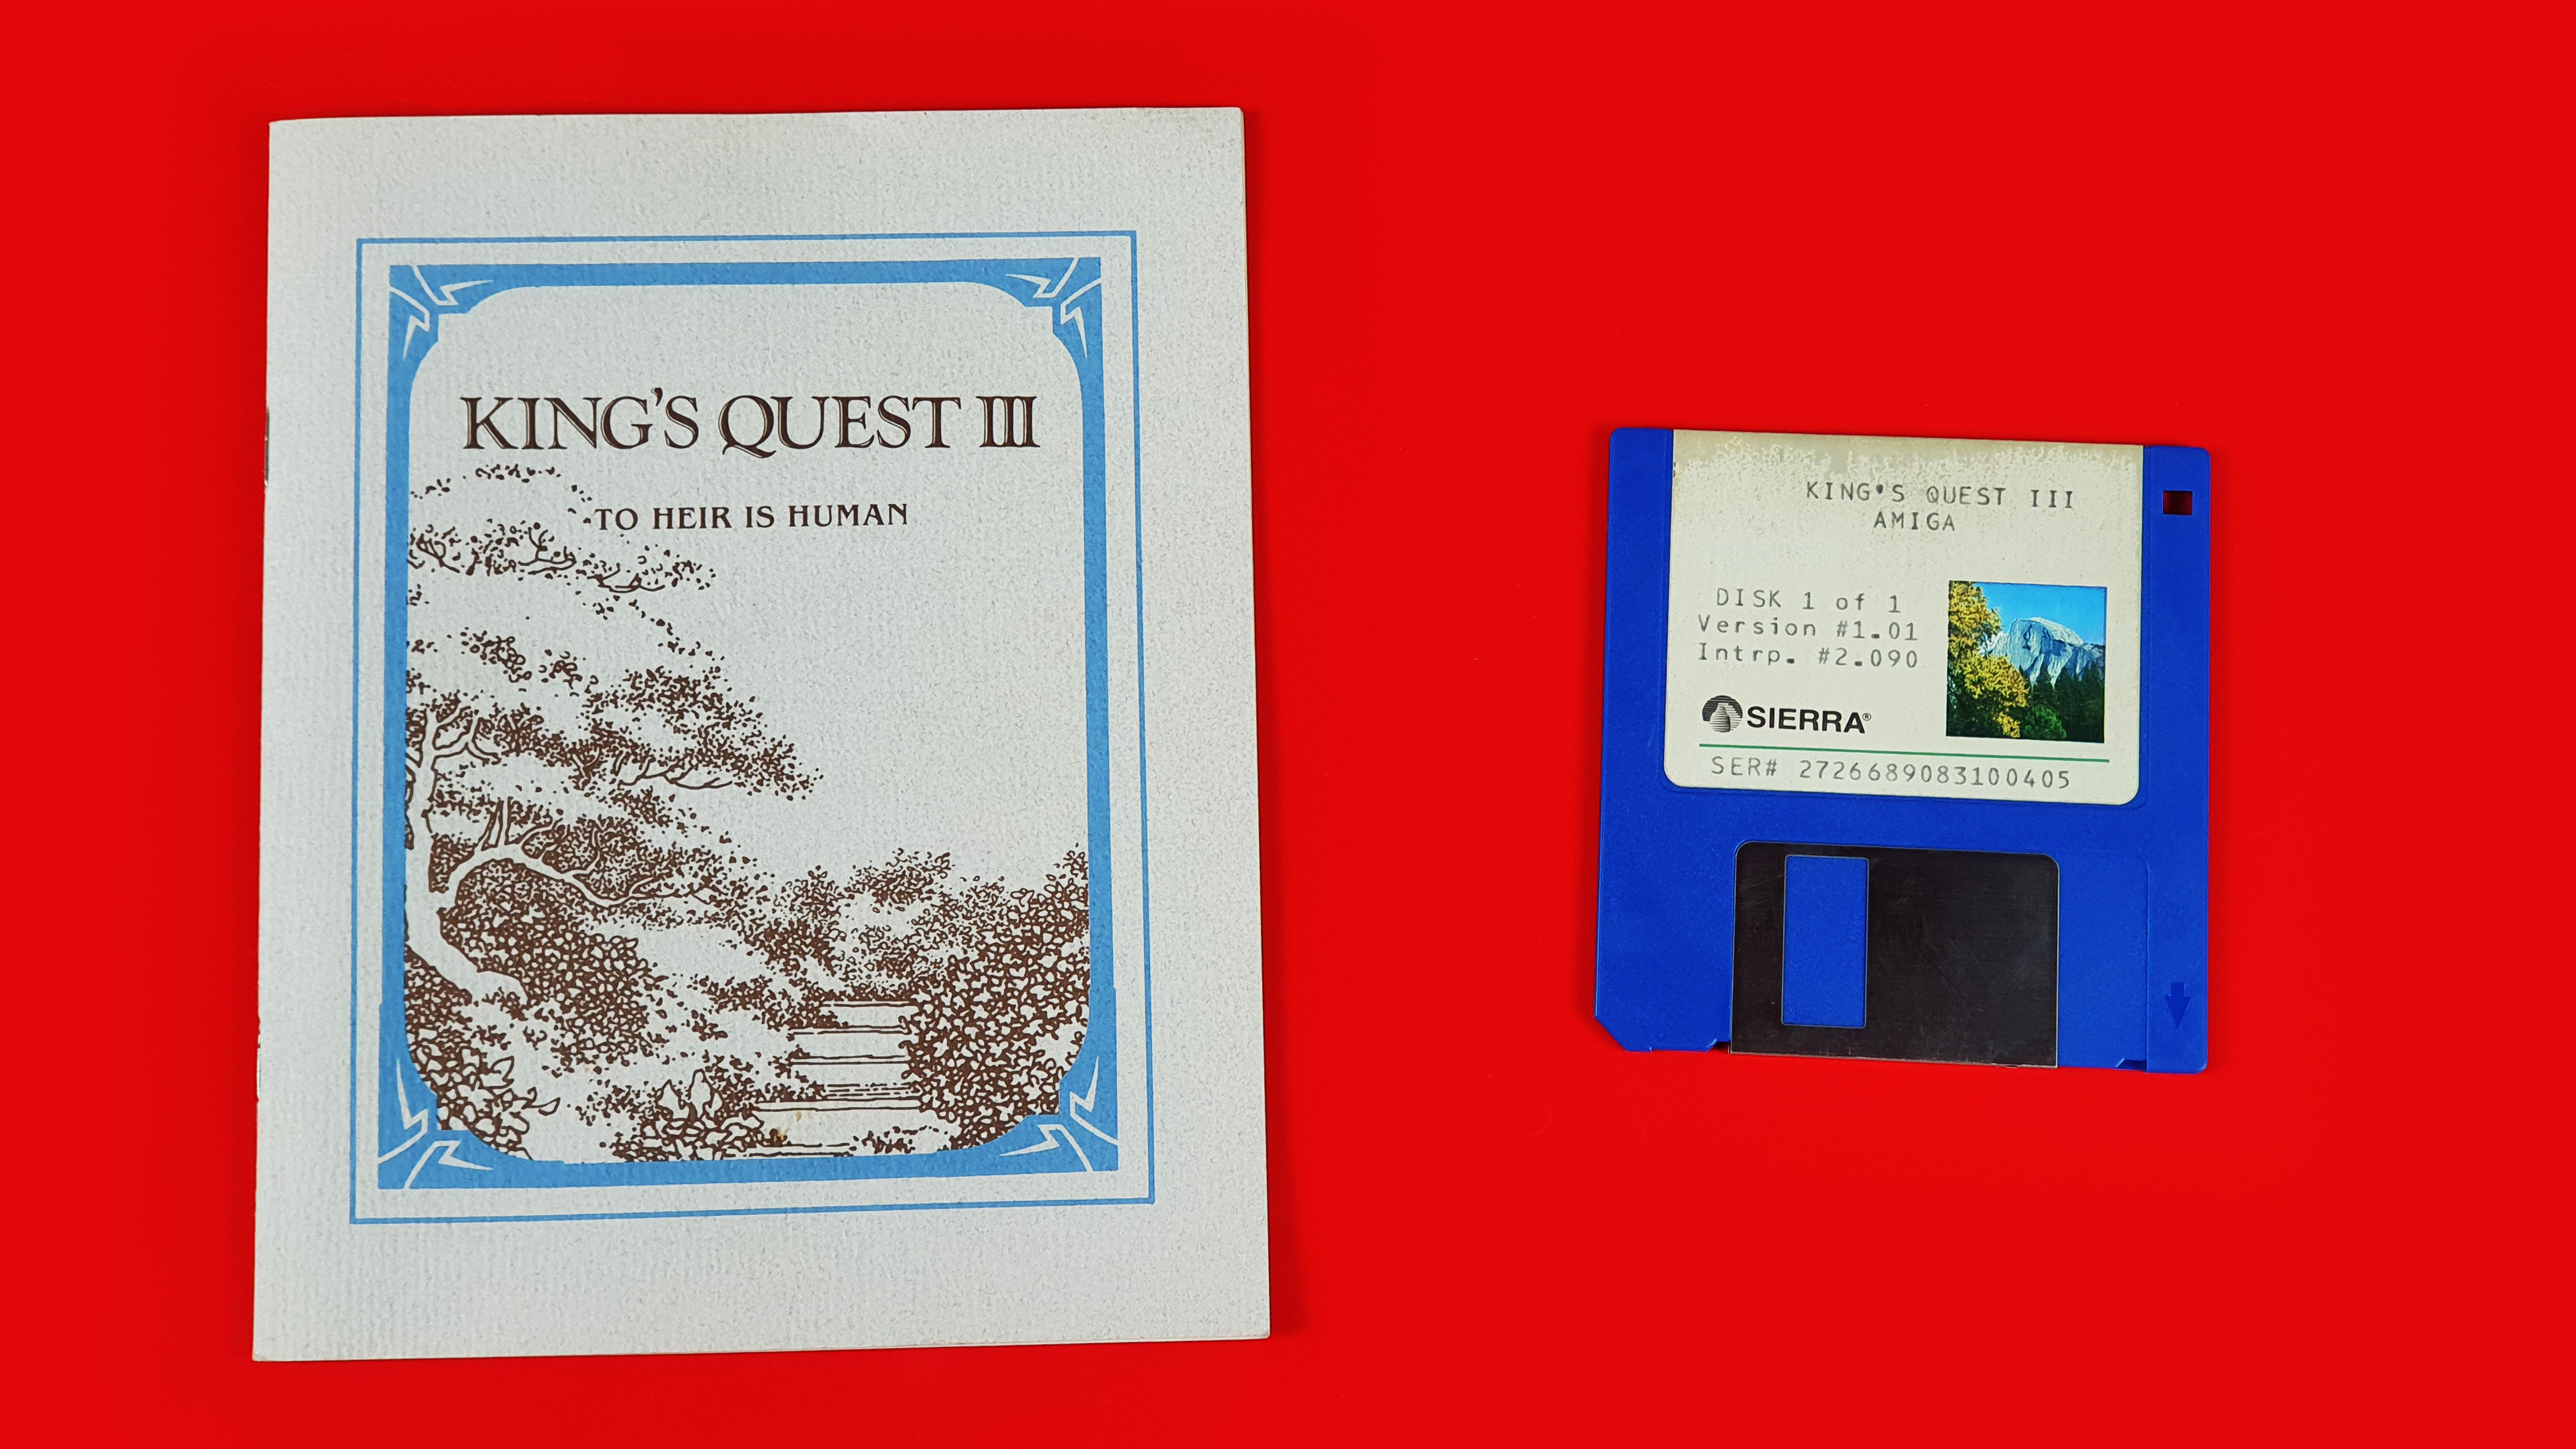 KING'S QUEST III
TO HEIR IS HUMAN
KING'S QUEST III
AMIGA
DISK 1 of 1
Version #1.01
Intrp. #2.090
SIERRA®
SER# 2726689083100405